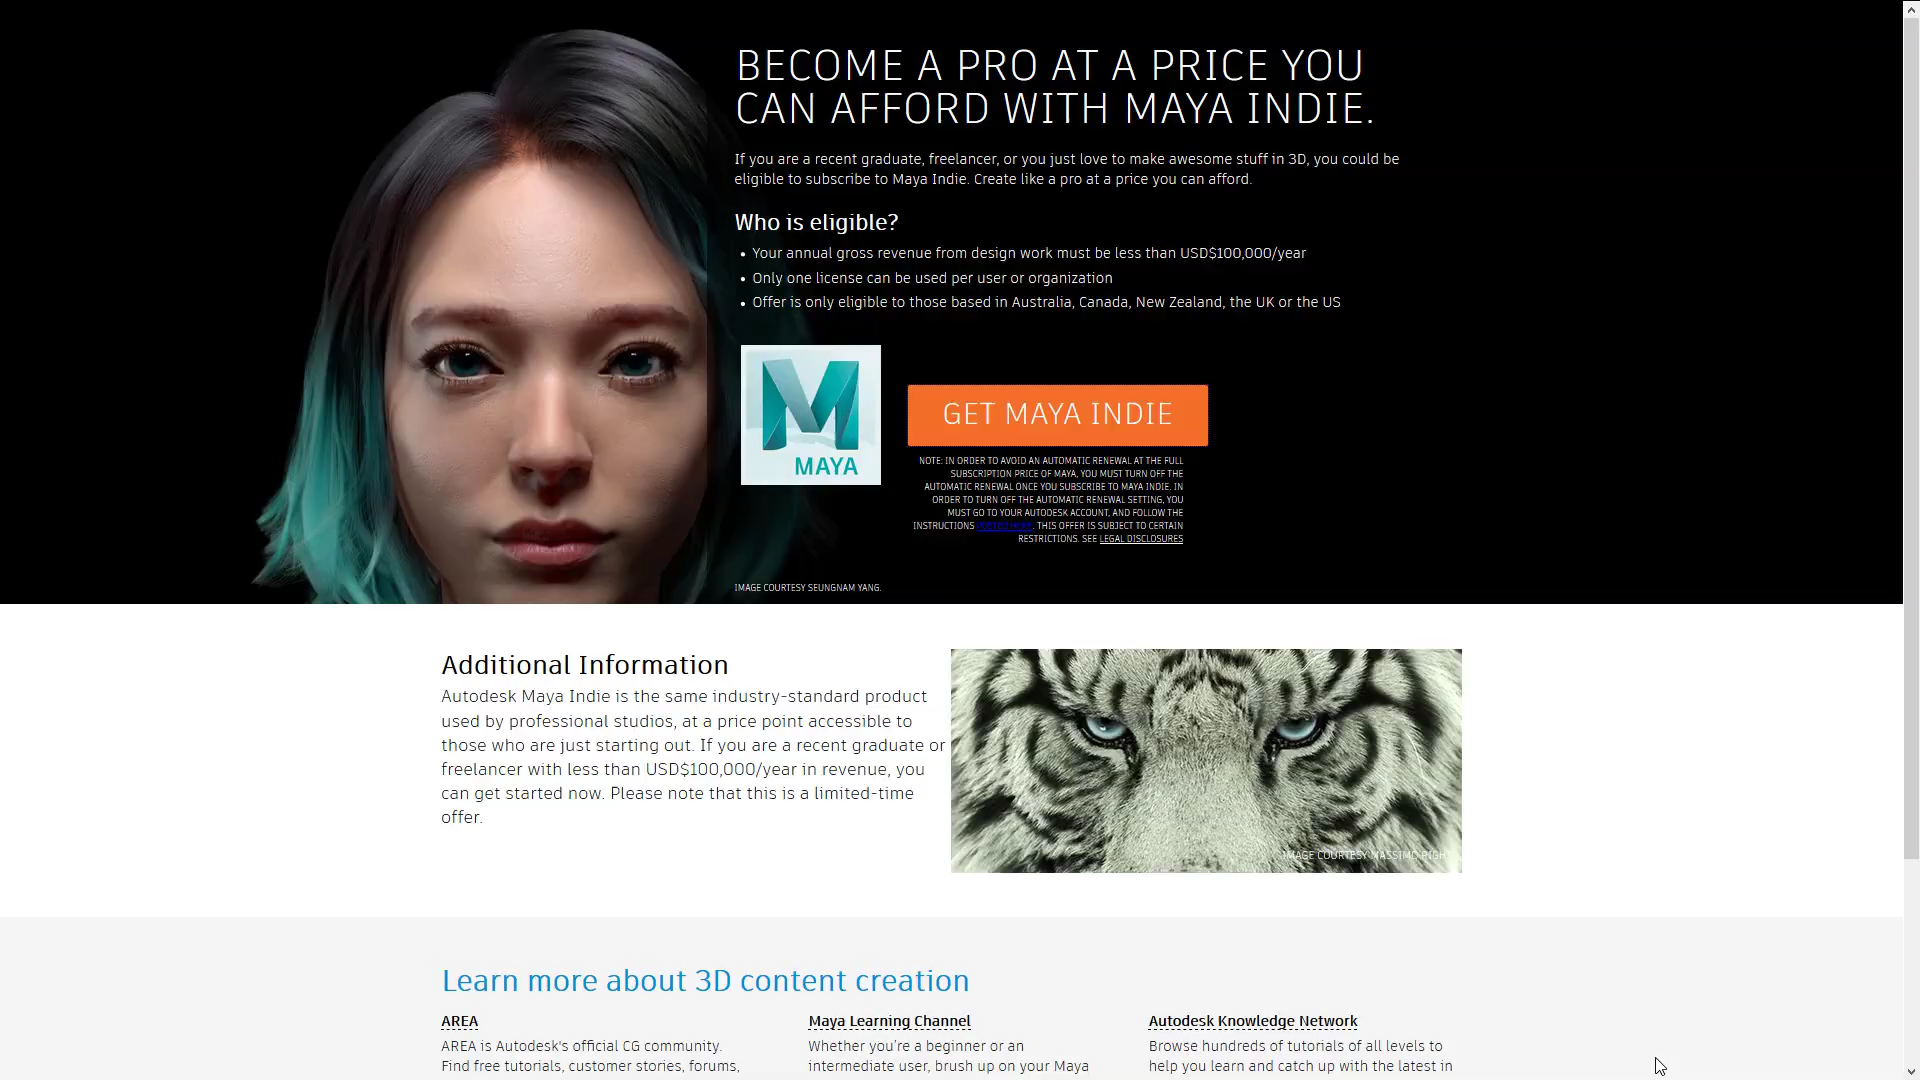 BECOME A PRO AT A PRICE YOU
CAN AFFORD WITH MAYA INDIE.
If you are a recent graduate, freelancer, or you just love to make awesome stuff in 3D, you could be
eligible to subscribe to Maya Indie. Create like a pro at a price you can afford.
Who is eligible?
• Your annual gross revenue from design work must be less than USD$100,000/year
• Only one license can be used per user or organization
• Offer is only eligible to those based in Australia, Canada, New Zealand, the UK or the US
MAYA
GET MAYA INDIE
NOTE: IN ORDER TO AVOID AN AUTOMATIC RENEWAL AT THE FULL
SUBSCRIPTION PRICE OF MAYA, YOU MUST TURN OFF THE
AUTOMATIC RENEWAL ONCE YOU SUBSCRIBE TO MAYA INDIE. IN
ORDER TO TURN OFF THE AUTOMATIC RENEWAL SETTING, YOU
MUST GO TO YOUR AUTODESK ACCOUNT, AND FOLLOW THE
INSTRUCTIONS . THIS OFFER IS SUBJECT TO CERTAIN
RESTRICTIONS. SEE LEGAL DISCLOSURES
IMAGE COURTESY SEUNGNAM YANG.
Additional Information
Autodesk Maya Indie is the same industry-standard product
used by professional studios, at a price point accessible to
those who are just starting out. If you are a recent graduate or
freelancer with less than USD$100,000/year in revenue, you
can get started now. Please note that this is a limited-time
offer.
IMAGE COURTESY MASSIMO
Learn more about 3D content creation
AREA
AREA is Autodesk's official CG community.
Find free tutorials, customer stories, forums,
Maya Learning Channel
Whether you're a beginner or an
intermediate user, brush up on your Maya
Autodesk Knowledge Network
Browse hundreds of tutorials of all levels to
help you learn and catch up with the latest in